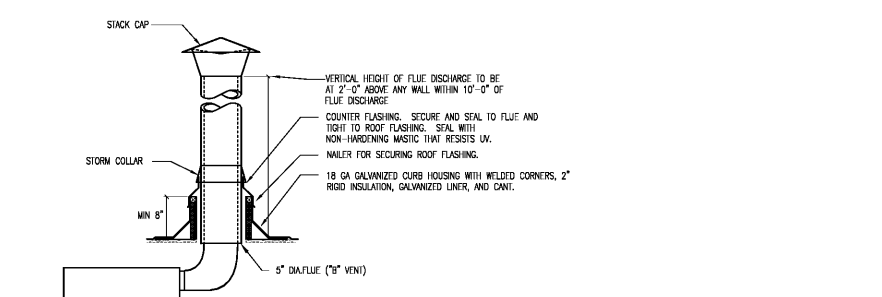 STACK CAP
VERTICAL HEIGHT OF FLUE DISCHARGE TO BE
AT 2'-0" ABOVE ANY WALL WITHIN 10'-0" OF
FLUE DISCHARGE
COUNTER FLASHING. SECURE AND SEAL TO FLUE AND
TIGHT TO ROOF FLASHING. SEAL WITH
NON-HARDENING MASTIC THAT RESISTS UV.
NAILER FOR SECURING ROOF FLASHING.
STORM COLLAR
18 GA GALVANIZED CURB HOUSING WITH WELDED CORNERS, 2"
RIGID INSULATION, GALVANIZED LINER, AND CANT.
MIN 8"
5" DIA.FLUE ("B" VENT)